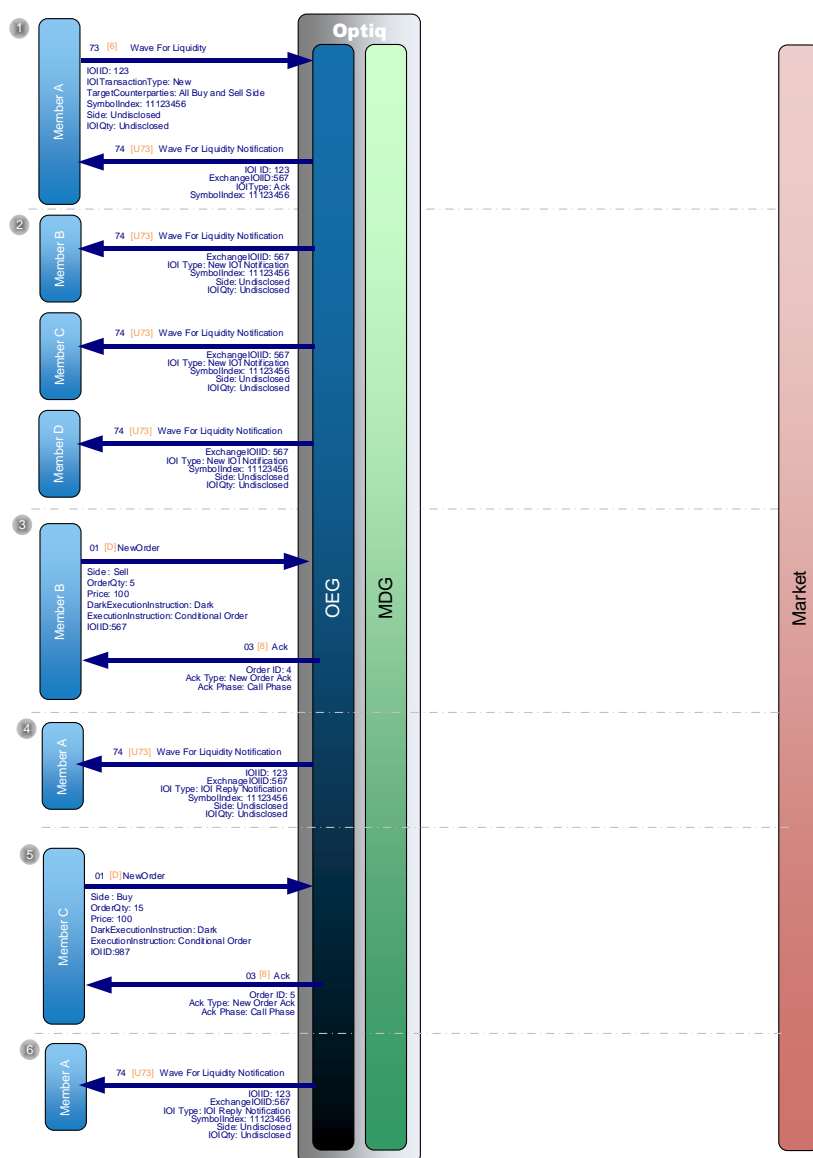 Optiq
1
Member A
73 [6] Wave For Liquidity
IOIID: 123
IOITransactionType: New
TargetCounterparties: All Buy and Sell Side
SymbolIndex: 11123456
Side: Undisclosed
IOIQty: Undisclosed
74 [U73] Wave For Liquidity Notification
IOI ID: 123
ExchangeIOIID:567
IOIType: Ack
SymbolIndex: 11123456
2
Member B
74 [U73] Wave For Liquidity Notification
ExchangeIOIID: 567
IOI Type: New IOI Notification
SymbolIndex: 11123456
Side: Undisclosed
IOIQty: Undisclosed
Member C
74 [U73] Wave For Liquidity Notification
ExchangeIOIID: 567
IOI Type: New IOI Notification
SymbolIndex: 11123456
Side: Undisclosed
IOIQty: Undisclosed
Member D
74 [U73] Wave For Liquidity Notification
ExchangeIOIID: 567
IOI Type: New IOI Notification
SymbolIndex: 11123456
Side: Undisclosed
IOIQty: Undisclosed
3
Member B
01 [D]NewOrder
Side : Sell
OrderQty: 5
Price: 100
DarkExecutionInstruction: Dark
ExecutionInstruction: Conditional Order
IOIID:567
03 [8] Ack
Order ID: 4
Ack Type: New Order Ack
Ack Phase: Call Phase
OEG
MDG
Market
4
Member A
74 [U73] Wave For Liquidity Notification
IOIID: 123
ExchnageIOIID:567
IOI Type: IOI Reply Notification
SymbolIndex: 11123456
Side: Undisclosed
IOIQty: Undisclosed
5
Member C
01 [D]NewOrder
Side : Buy
OrderQty: 15
Price: 100
DarkExecutionInstruction: Dark
ExecutionInstruction: Conditional Order
IOIID:987
03 [8] Ack
Order ID: 5
Ack Type: New Order Ack
Ack Phase: Call Phase
6
Member A
74 [U73] Wave For Liquidity Notification
IOIID: 123
ExchangeIOIID:567
IOI Type: IOI Reply Notification
SymbolIndex: 11123456
Side: Undisclosed
IOIQty: Undisclosed